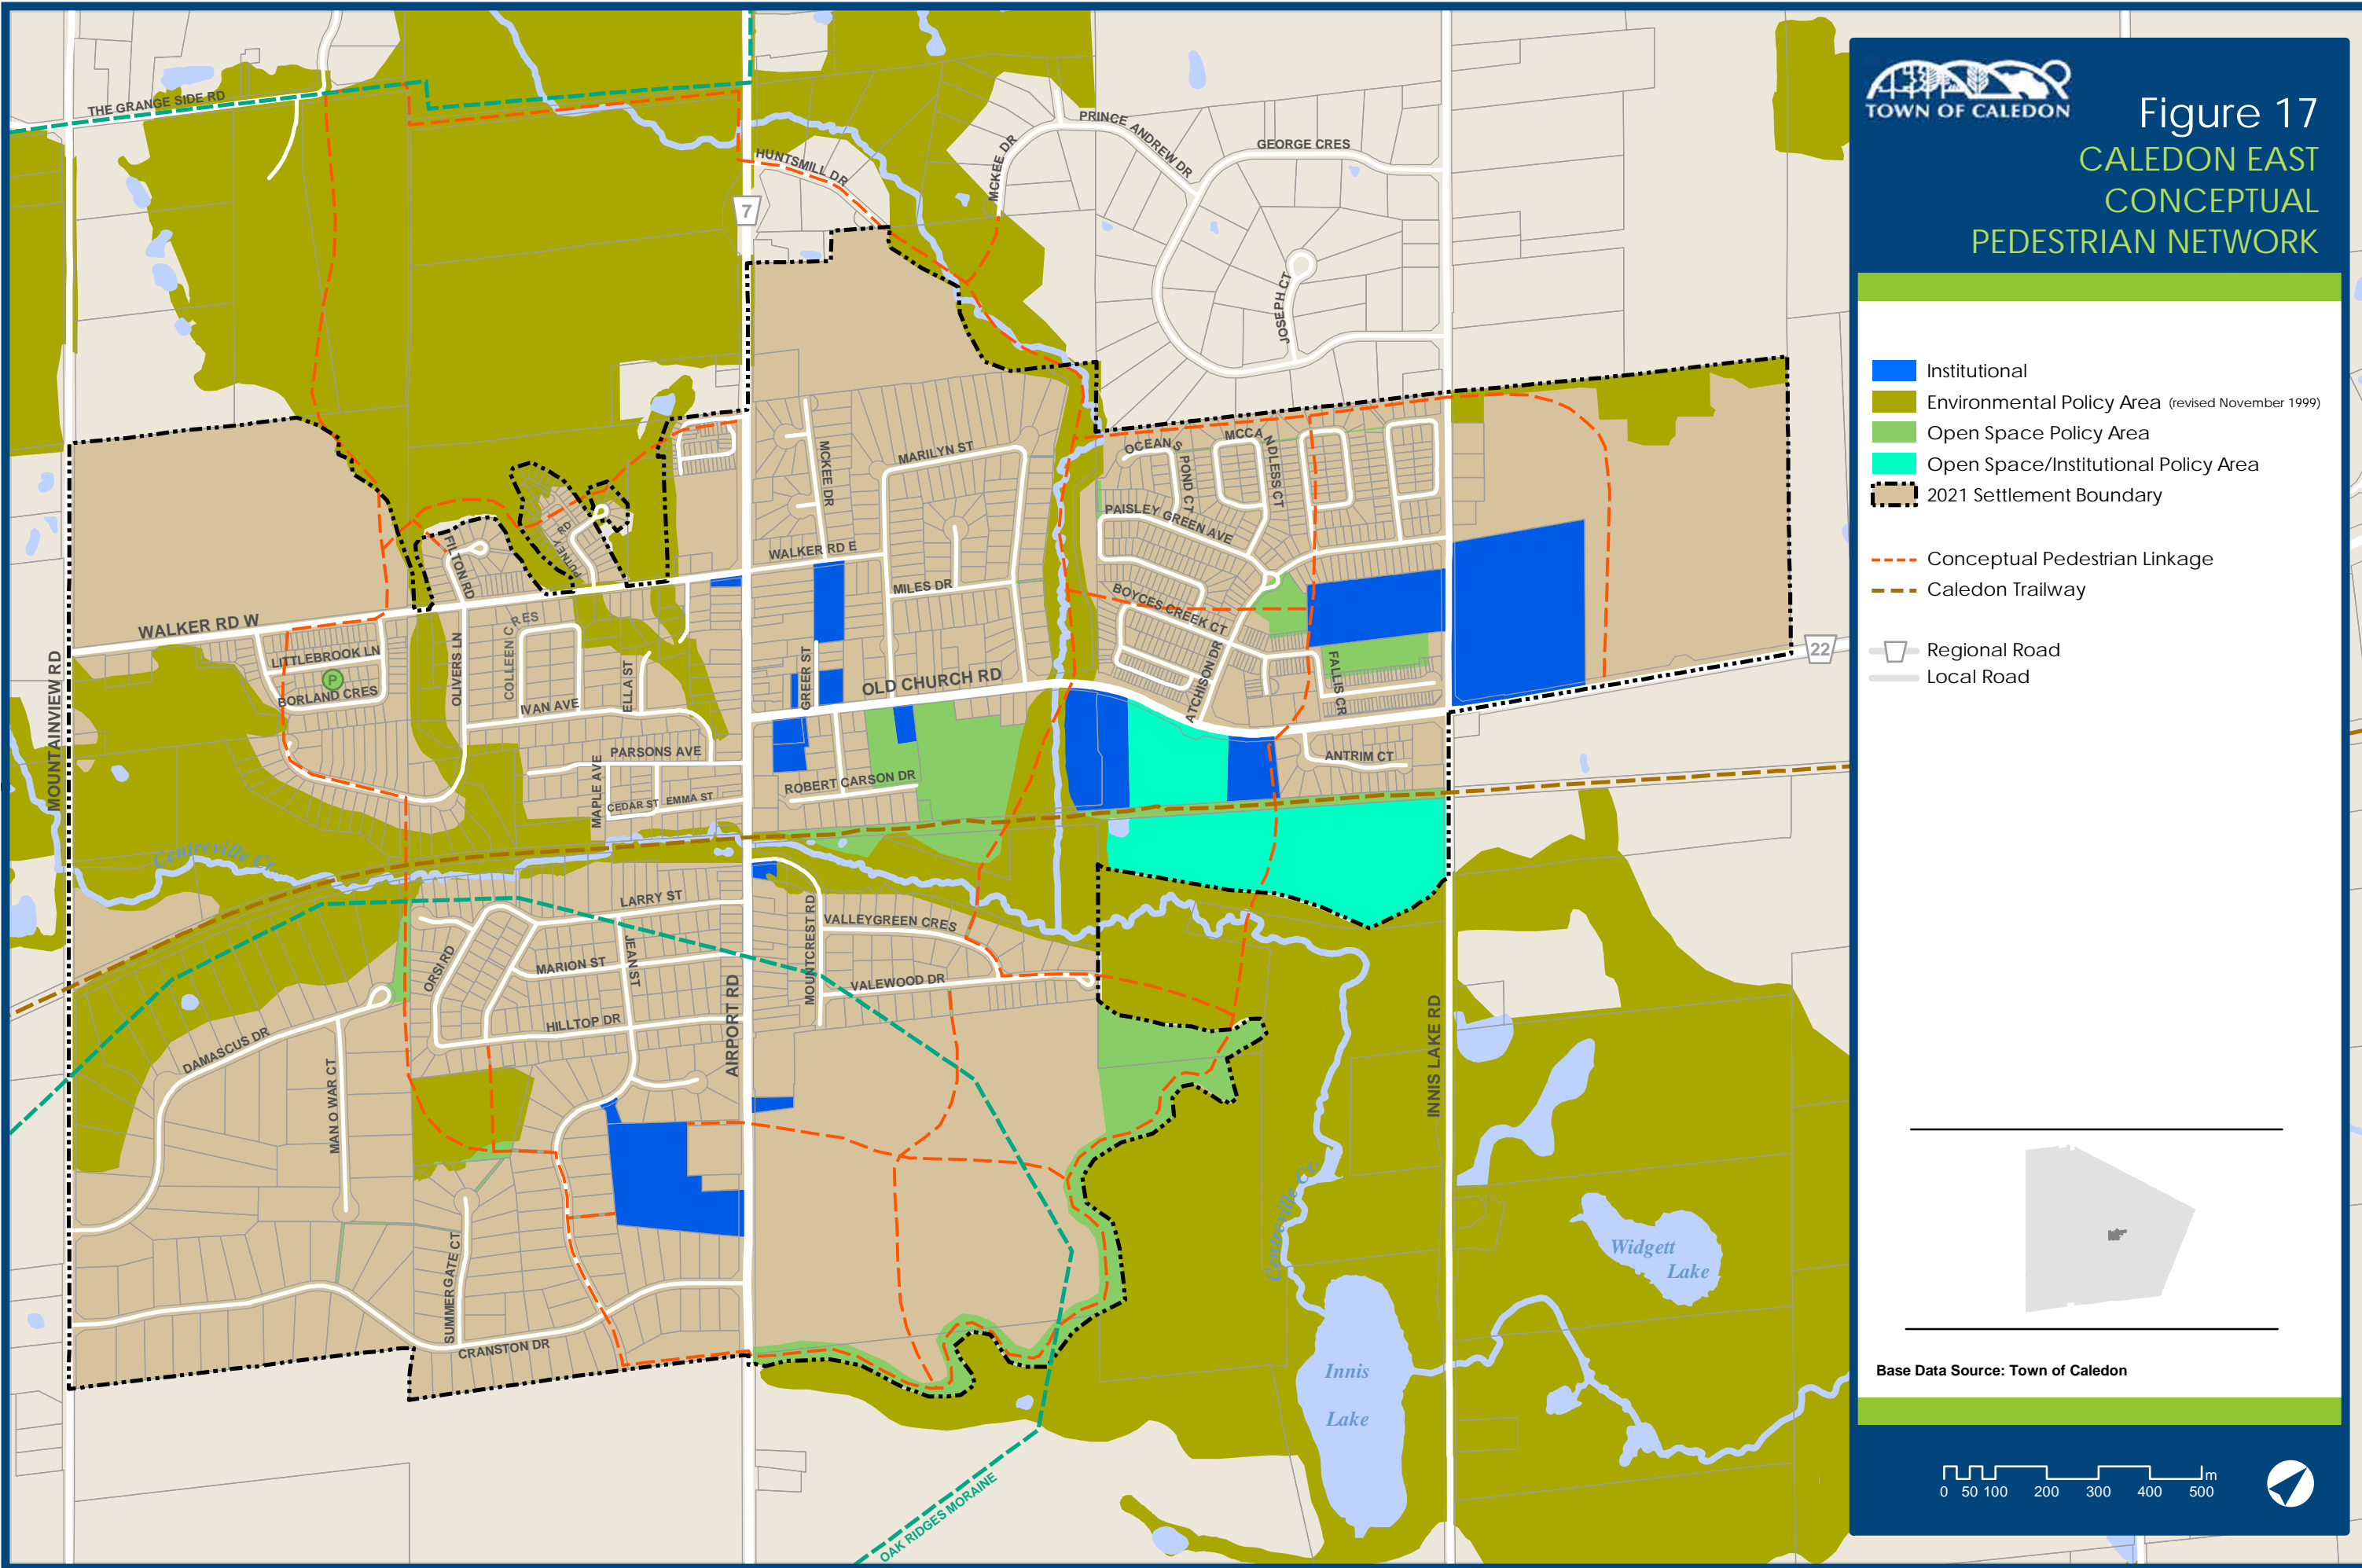 THE GRANGE SIDE RD
HUNTSMILL DR
MCKEE DR
PRINCE ANDREW DR
GEORGE CRES
7
JOSEPH CT
MCKEE DR
MARILYN ST
OCEANS
POND CT
MCCA
NDLESS CT
PAISLEY GREEN AVE
FILTON RD
PUTNEY RD
WALKER RD E
MILES DR
BOYCES CREEK CT
WALKER RD W
LITTLEBROOK LN
P
BORLAND CRES
OLIVERS LN
COLLEEN CRES
ELLA ST
IVAN AVE
GREER ST
OLD CHURCH RD
ATCHISON DR
FALLIS CR
22
MOUNTAINVIEW RD
PARSONS AVE
MAPLE AVE
CEDAR ST
EMMA ST
ROBERT CARSON DR
ANTRIM CT
Centreville Cr.
LARRY ST
VALLEYGREEN CRES
MOUNTCREST RD
ORSI RD
MARION ST
JEAN ST
VALEWOOD DR
AIRPORT RD
HILLTOP DR
INNIS LAKE RD
DAMASCUS DR
MAN O WAR CT
Centreville Cr.
Widgett
Lake
SUMMERGATE CT
CRANSTON DR
Innis
Lake
OAK RIDGES MORAINE
TOWN OF CALEDON
Figure 17
CALEDON EAST
CONCEPTUAL
PEDESTRIAN NETWORK
Institutional
Environmental Policy Area (revised November 1999)
Open Space Policy Area
Open Space/Institutional Policy Area
2021 Settlement Boundary
Conceptual Pedestrian Linkage
Caledon Trailway
Regional Road
Local Road
Base Data Source: Town of Caledon
m
0 50 100 200 300 400 500